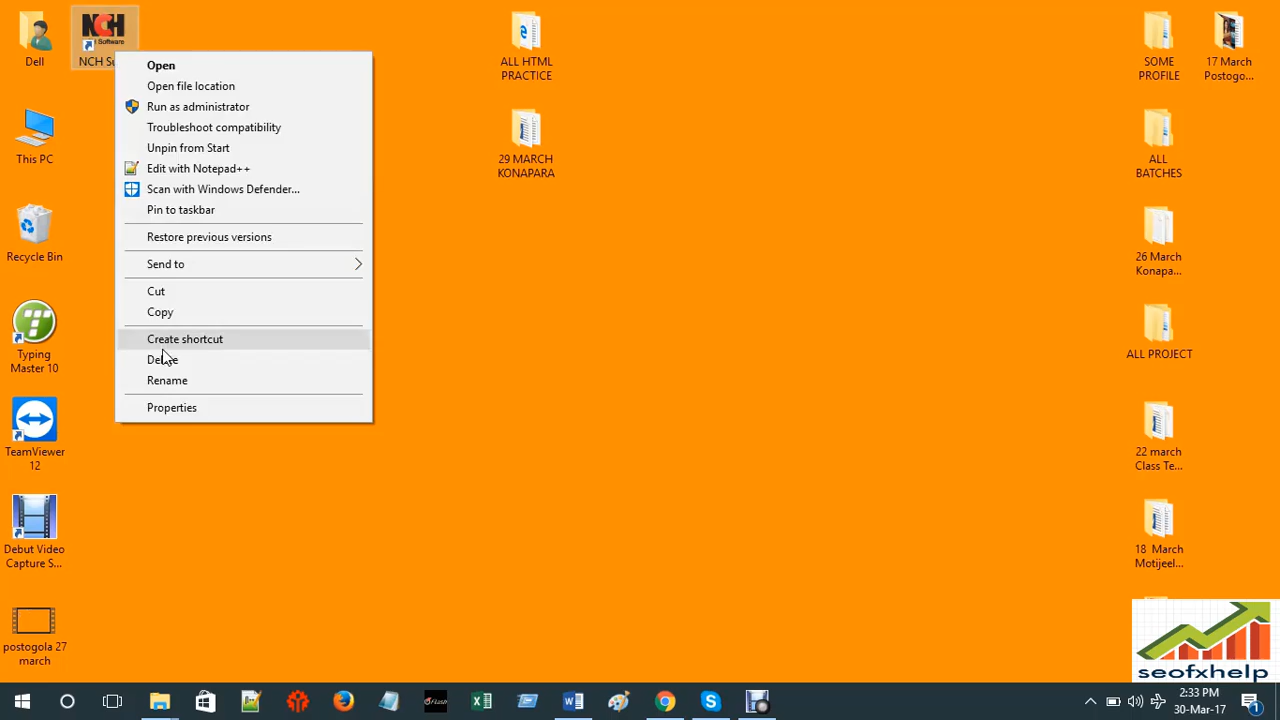 Dell
NCH
Software
NCH Su
Open
Open file location
Run as administrator
Troubleshoot compatibility
Unpin from Start
Edit with Notepad++
Scan with Windows Defender...
Pin to taskbar
Restore previous versions
Send to
Cut
Copy
Create shortcut
Delete
Rename
Properties
This PC
Recycle Bin
Typing
Master 10
TeamViewer
12
Debut Video
Capture S...
postogola 27
march
ALL HTML
PRACTICE
29 MARCH
KONAPARA
SOME
PROFILE
17 March
Postogo...
ALL
BATCHES
26 March
Konapa...
ALL PROJECT
22 march
Class Te...
18 March
Motijeel...
seofxhelp
2:33 PM
30-Mar-17